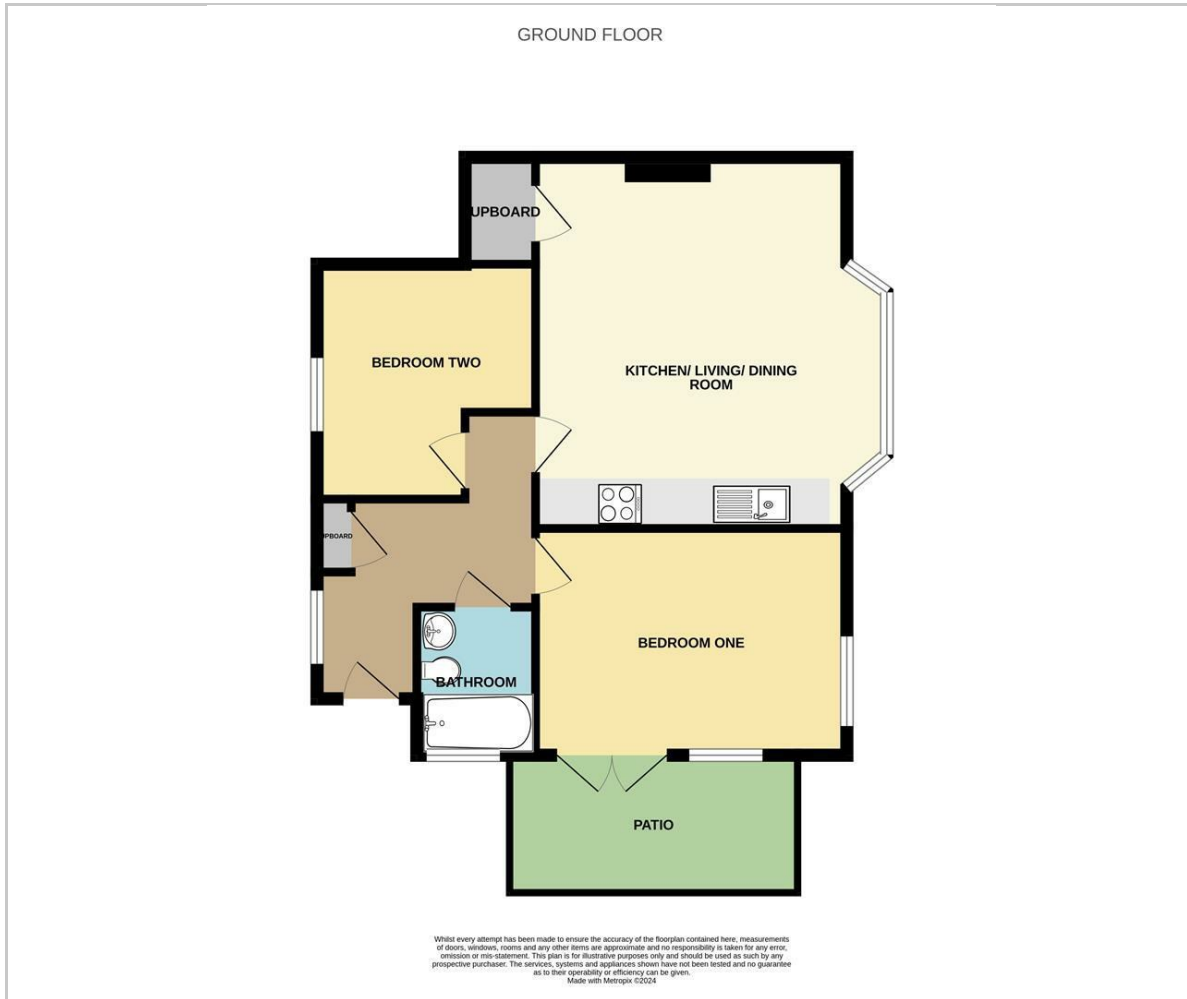 GROUND FLOOR
UPBOARD
BEDROOM TWO
KITCHEN/ LIVING/ DINING
ROOM
UPBOARD
BEDROOM ONE
BATHROOM
PATIO
Whilst every attempt has been made to ensure the accuracy of the floorplan contained here, measurements
of doors, windows, rooms and any other items are approximate and no responsibility is taken for any error,
omission or mis-statement. This plan is for illustrative purposes only and should be used as such by any
prospective purchaser. The services, systems and appliances shown have not been tested and no guarantee
as to their operability or efficiency can be given.
Made with Metropix ©2024